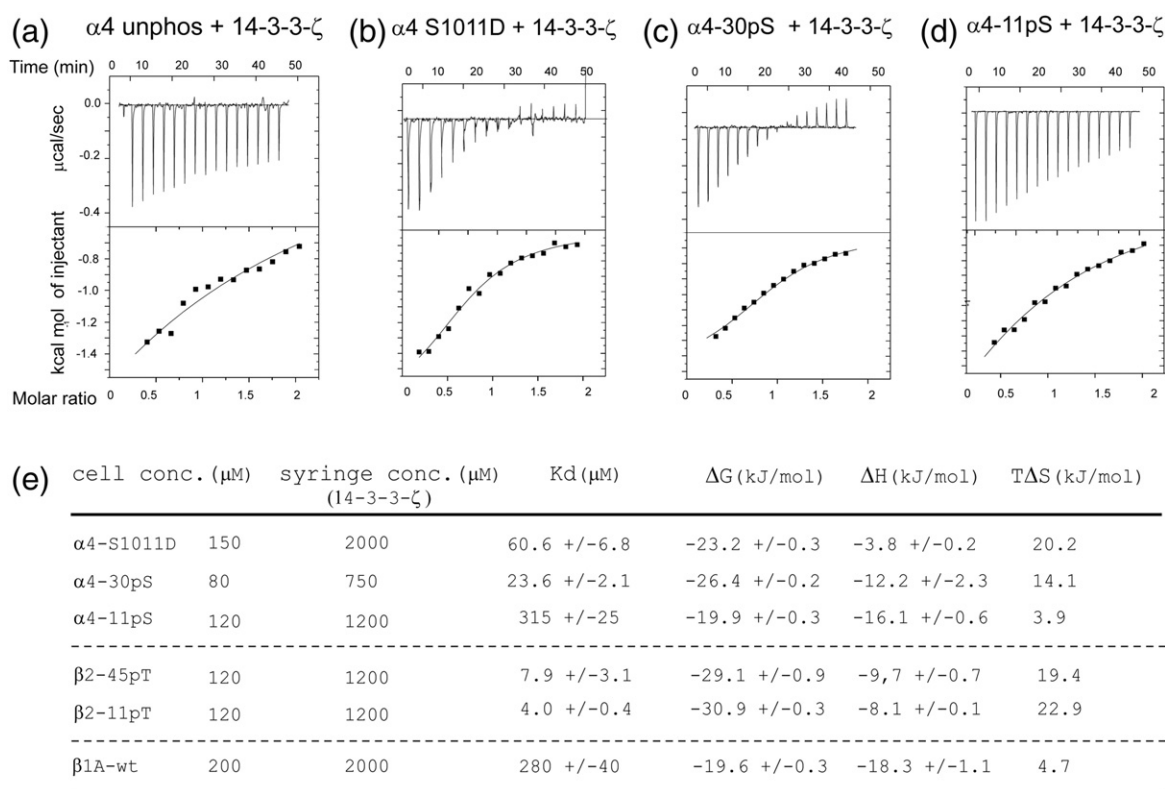 (a) α4 unphos + 14-3-3-ζ (b) α4 S1011D + 14-3-3-ζ (c) α4-30pS + 14-3-3-ζ (d) α4-11pS + 14-3-3-ζ
Time (min) 0 10 20 30 40 50 0 10 20 30 40 50 0 10 20 30 40 50 0 10 20 30 40 50
μcal/sec
0.0
-0.2
-0.4
kcal mol of injectant
-0.8
-1.0
-1.2
-1.4
Molar ratio 0.5 1 1.5 2 0 0.5 1 1.5 2 0 0.5 1 1.5 2 0 0.5 1 1.5 2
(e) cell conc.(μM) syringe conc.(μM) Kd(μM) ΔG(kJ/mol) ΔH(kJ/mol) TΔS(kJ/mol)
(14-3-3-ζ)
α4-S1011D 150 2000 60.6 +/-6.8 -23.2 +/-0.3 -3.8 +/-0.2 20.2
α4-30pS 80 750 23.6 +/-2.1 -26.4 +/-0.2 -12.2 +/-2.3 14.1
α4-11pS 120 1200 315 +/-25 -19.9 +/-0.3 -16.1 +/-0.6 3.9
β2-45pT 120 1200 7.9 +/-3.1 -29.1 +/-0.9 -9,7 +/-0.7 19.4
β2-11pT 120 1200 4.0 +/-0.4 -30.9 +/-0.3 -8.1 +/-0.1 22.9
β1A-wt 200 2000 280 +/-40 -19.6 +/-0.3 -18.3 +/-1.1 4.7